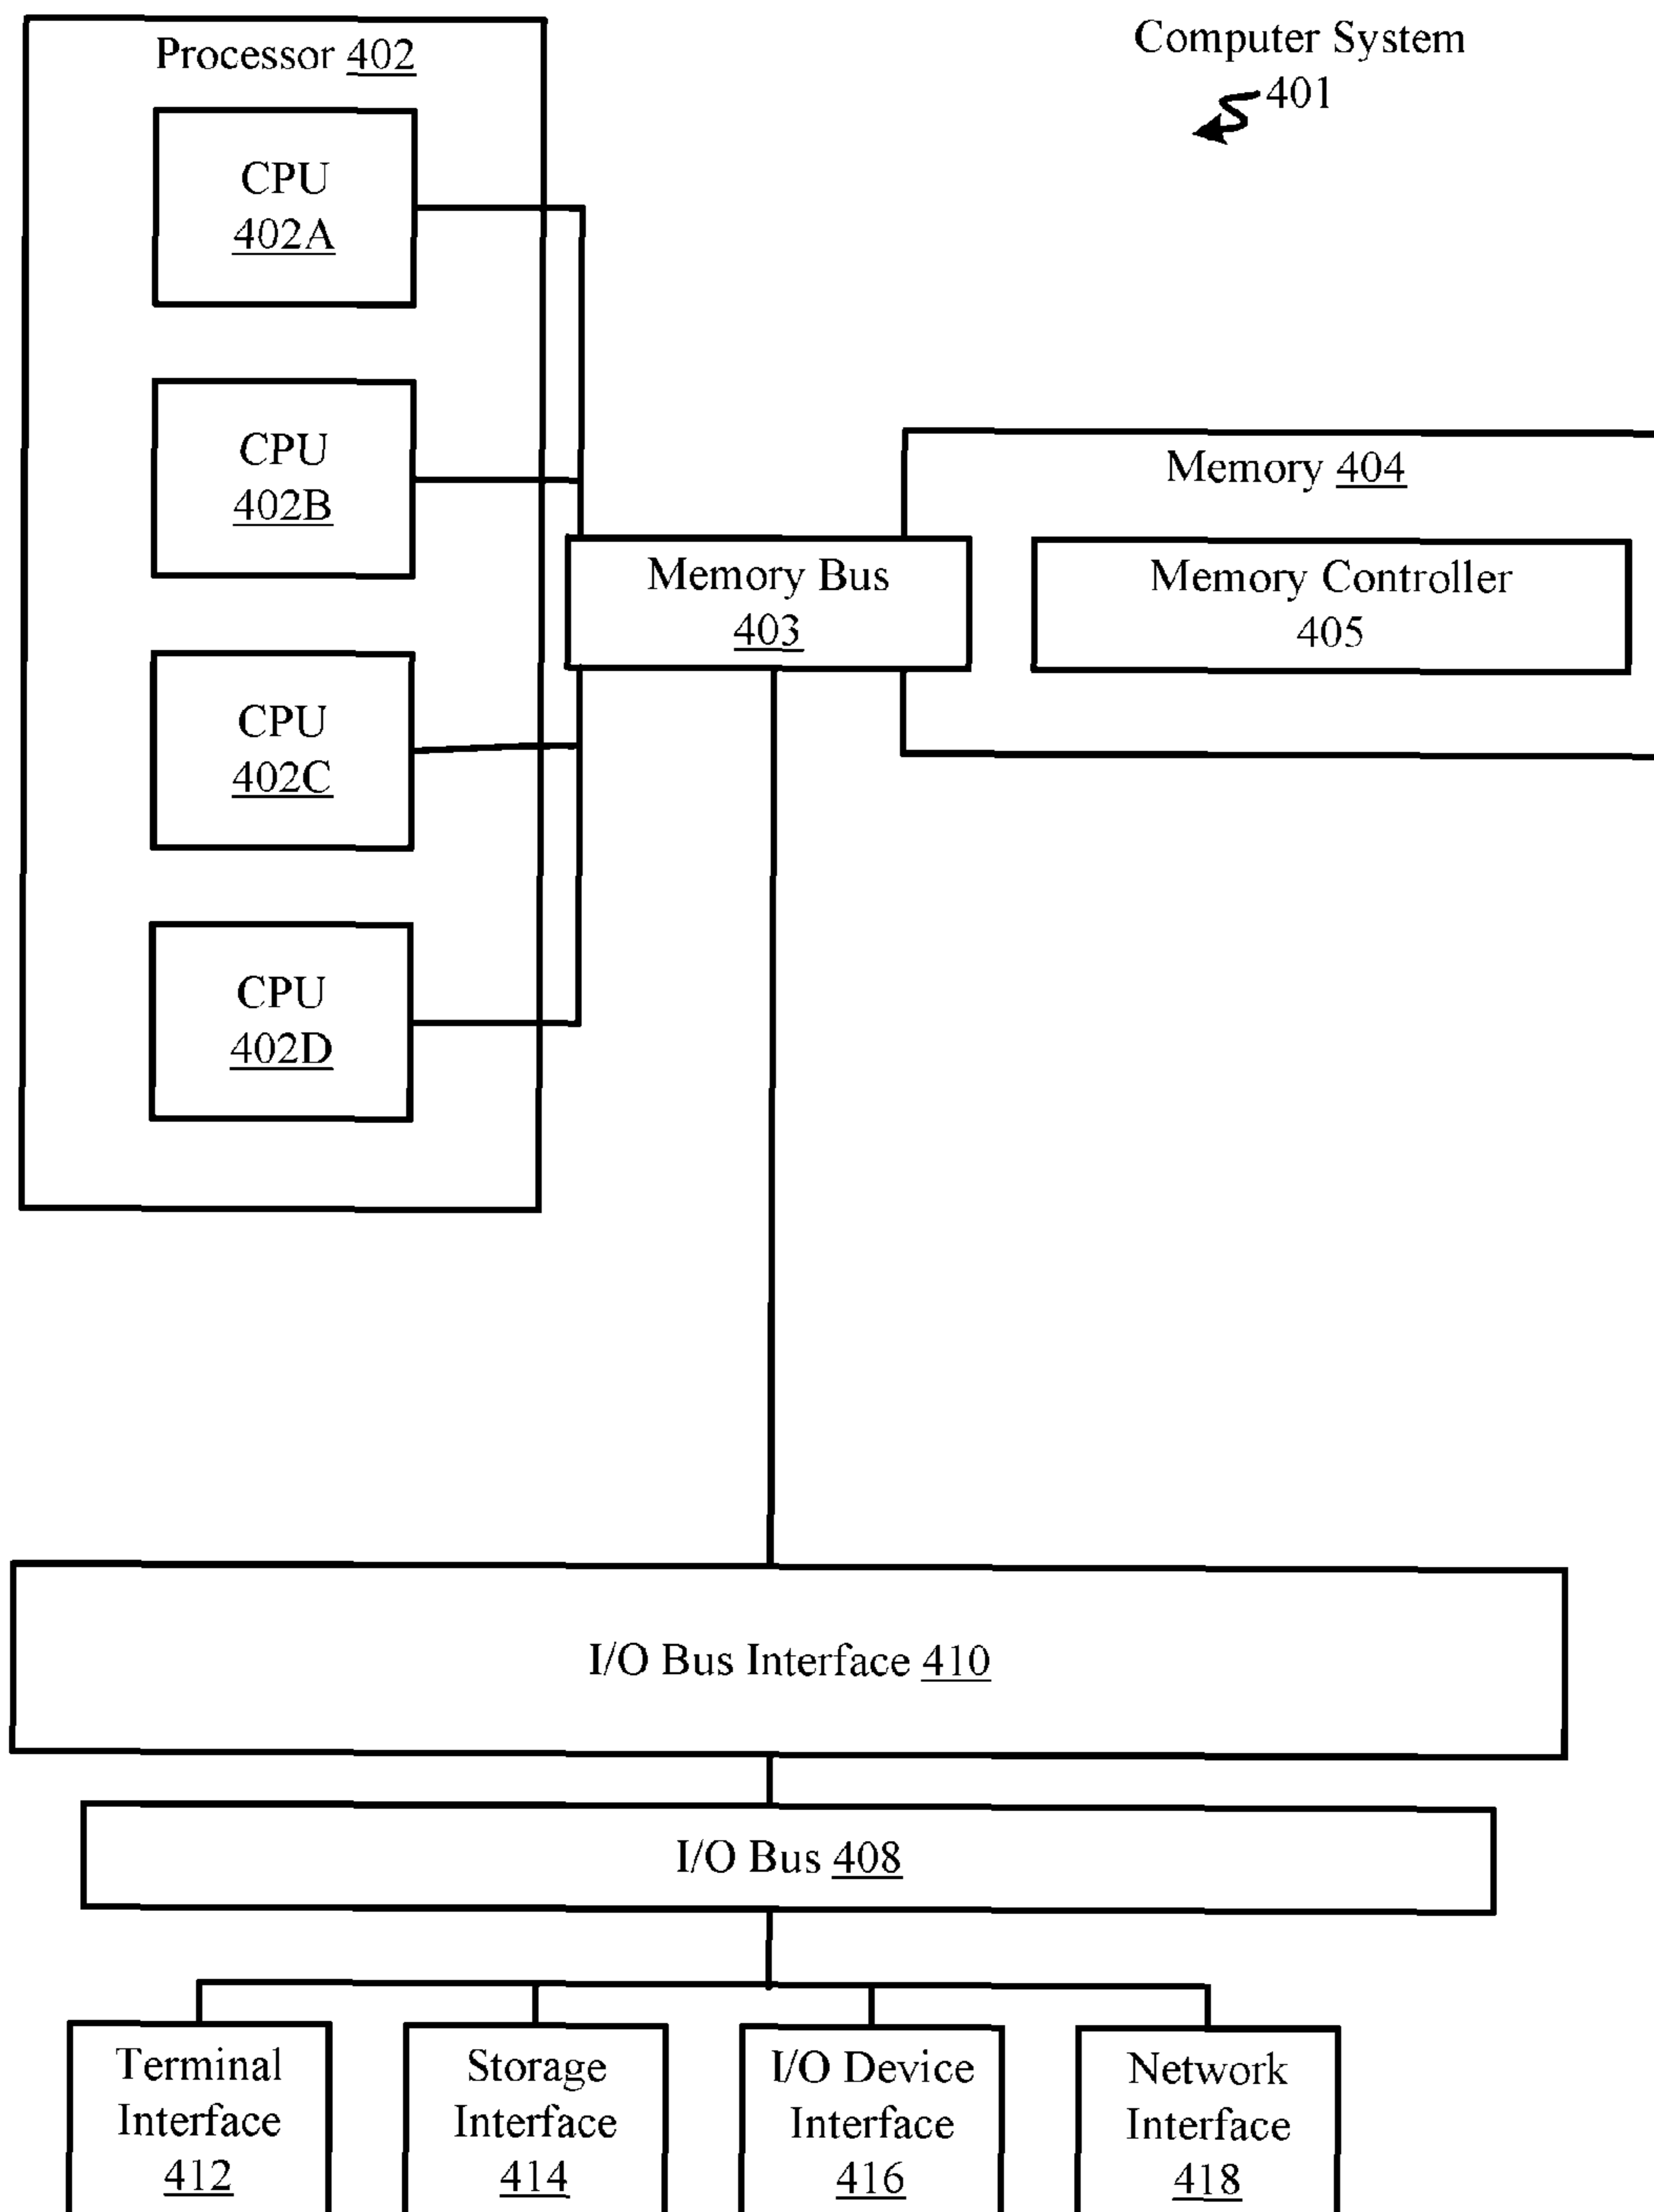 Processor 402
Computer System
401
CPU
402A
CPU
402B
Memory 404
Memory Bus
403
Memory Controller
405
CPU
402C
CPU
402D
I/O Bus Interface 410
I/O Bus 408
Terminal
Interface
412
Storage
Interface
414
I/O Device
Interface
416
Network
Interface
418